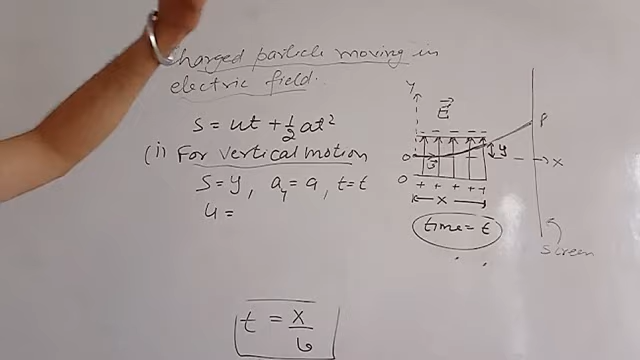 Charged particle moving in
electric field.
S = ut + 1/2 at²
(i) For vertical motion
S = y, a_y = a, t = t
u =
t = x/v
Y
E⃗
- - - - - -
P
y
O
v⃗
X
O
+ + + + +
x
time = t
Screen